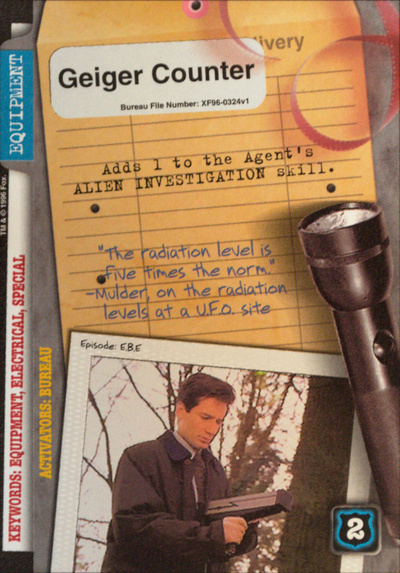 ivery
Geiger Counter
Bureau File Number: XF96-0324v1
EQUIPMENT
Adds 1 to the Agent's
ALIEN INVESTIGATION skill.
"The radiation level is
five times the norm."
-Mulder, on the radiation
levels at a U.F.O. site
TM & © 1996 Fox.
KEYWORDS: EQUIPMENT, ELECTRICAL, SPECIAL
ACTIVATORS: BUREAU
Episode: E.B.E
2